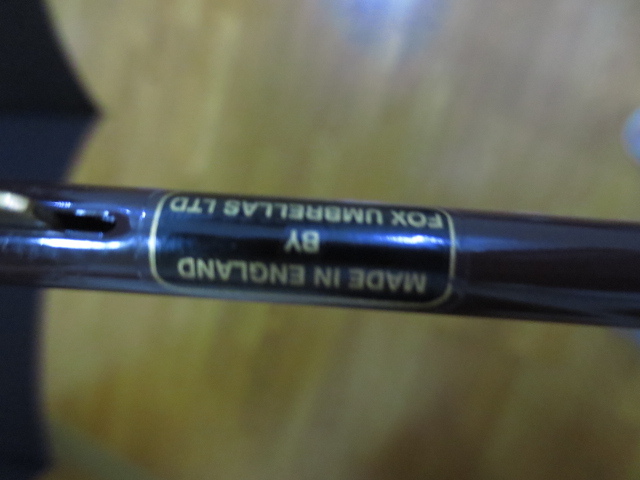 MADE IN ENGLAND
BY
FOX UMBRELLAS LTD